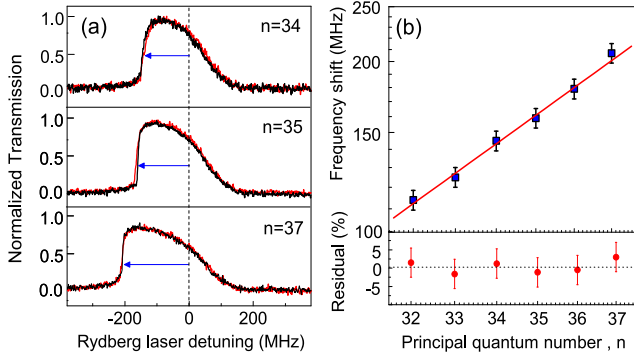 (a)
n=34
n=35
n=37
1.0
0.5
0.0
1.0
0.5
0.0
1.0
0.5
0.0
Normalized Transmission
-200
0
200
Rydberg laser detuning (MHz)
(b)
250
200
150
100
Frequency shift (MHz)
5
0
-5
Residual (%)
32
33
34
35
36
37
Principal quantum number , n